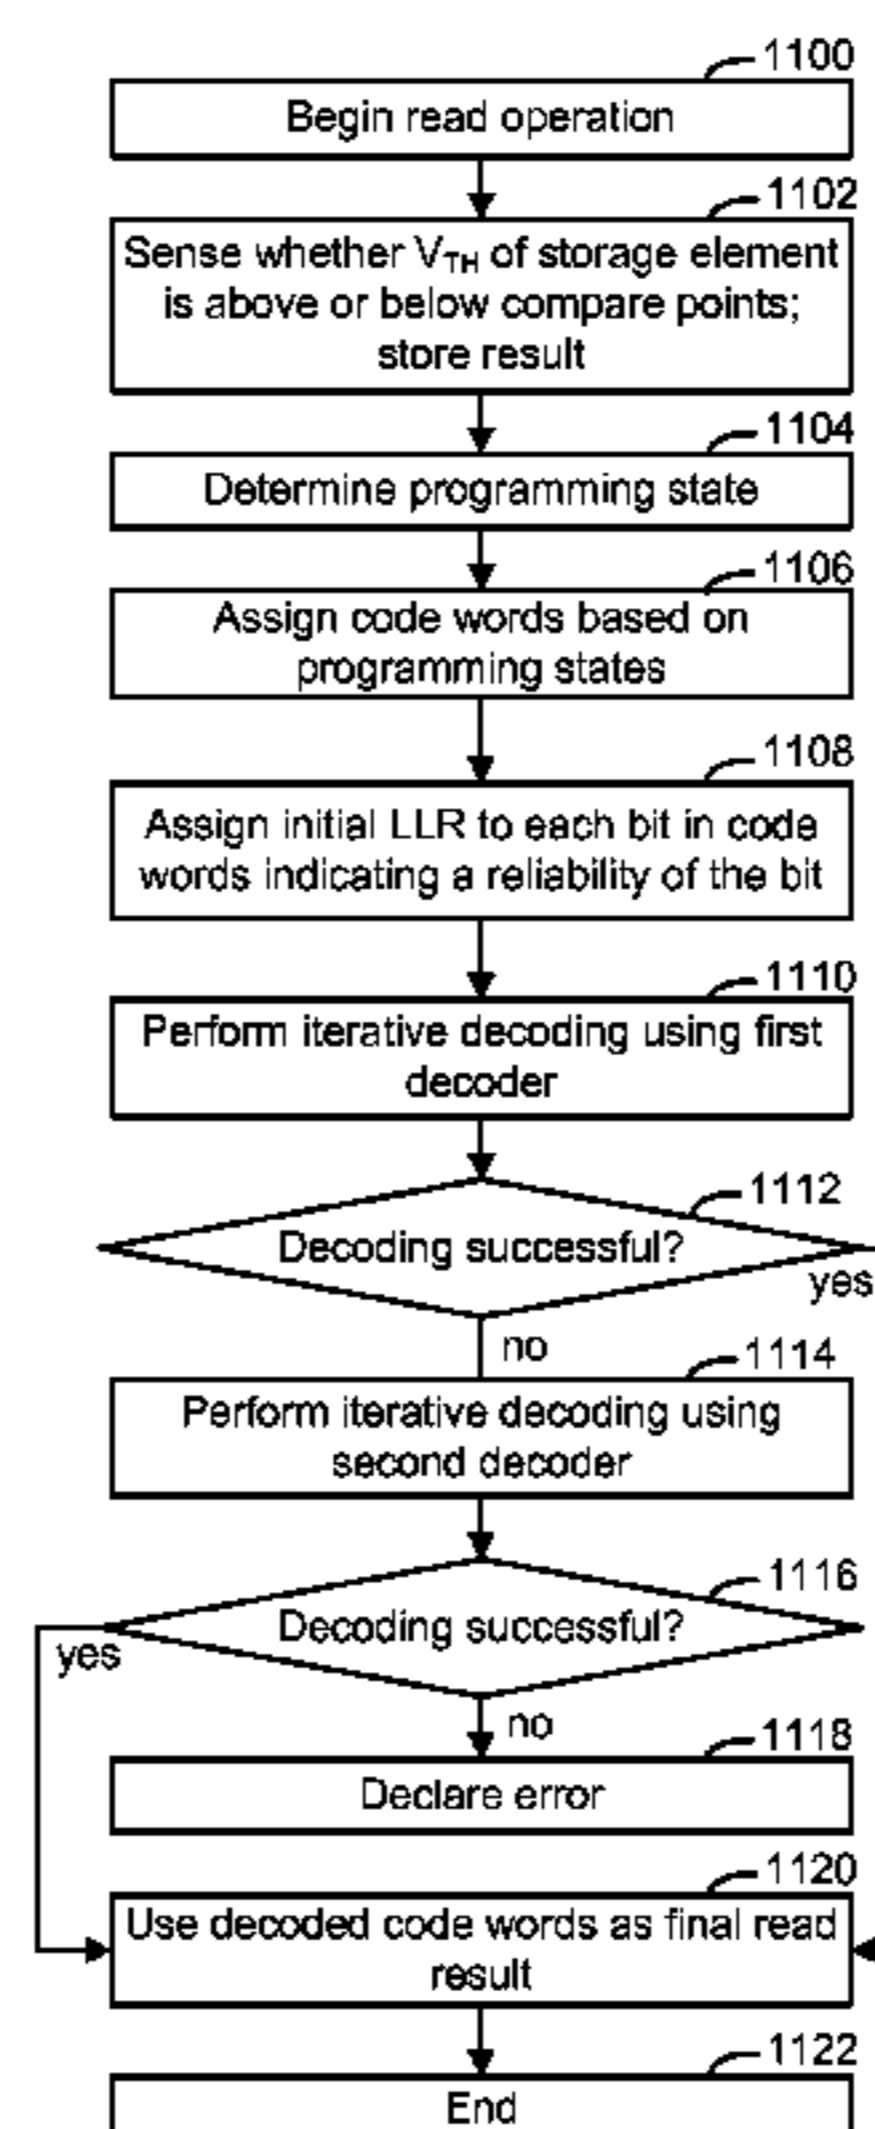 1100
Begin read operation
1102
Sense whether VTH of storage element
is above or below compare points;
store result
1104
Determine programming state
1106
Assign code words based on
programming states
1108
Assign initial LLR to each bit in code
words indicating a reliability of the bit
1110
Perform iterative decoding using first
decoder
1112
Decoding successful?
yes
no
1114
Perform iterative decoding using
second decoder
1116
Decoding successful?
yes
no
1118
Declare error
1120
Use decoded code words as final read
result
1122
End